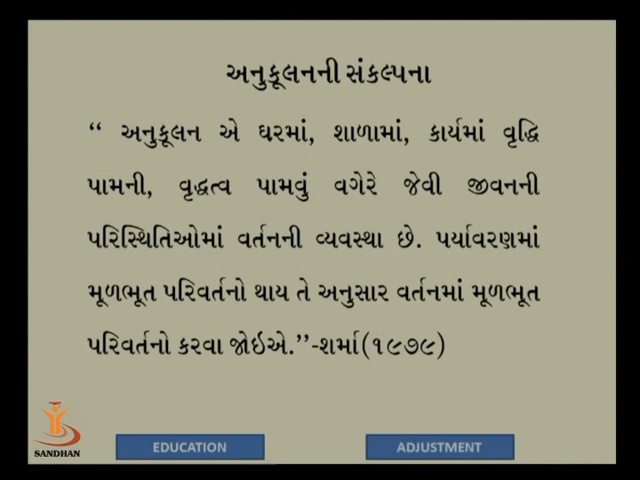 અનુકૂલનની સંકલ્પના
“ અનુકૂલન એ ઘરમાં, શાળામાં, કાર્યમાં વૃદ્ધિ
પામની, વૃદ્ધત્વ પામવું વગેરે જેવી જીવનની
પરિસ્થિતિઓમાં વર્તનની વ્યવસ્થા છે. પર્યાવરણમાં
મૂળભૂત પરિવર્તનો થાય તે અનુસાર વર્તનમાં મૂળભૂત
પરિવર્તનો કરવા જોઇએ.’’-શર્મા(૧૯૭૯)
SANDHAN
EDUCATION
ADJUSTMENT